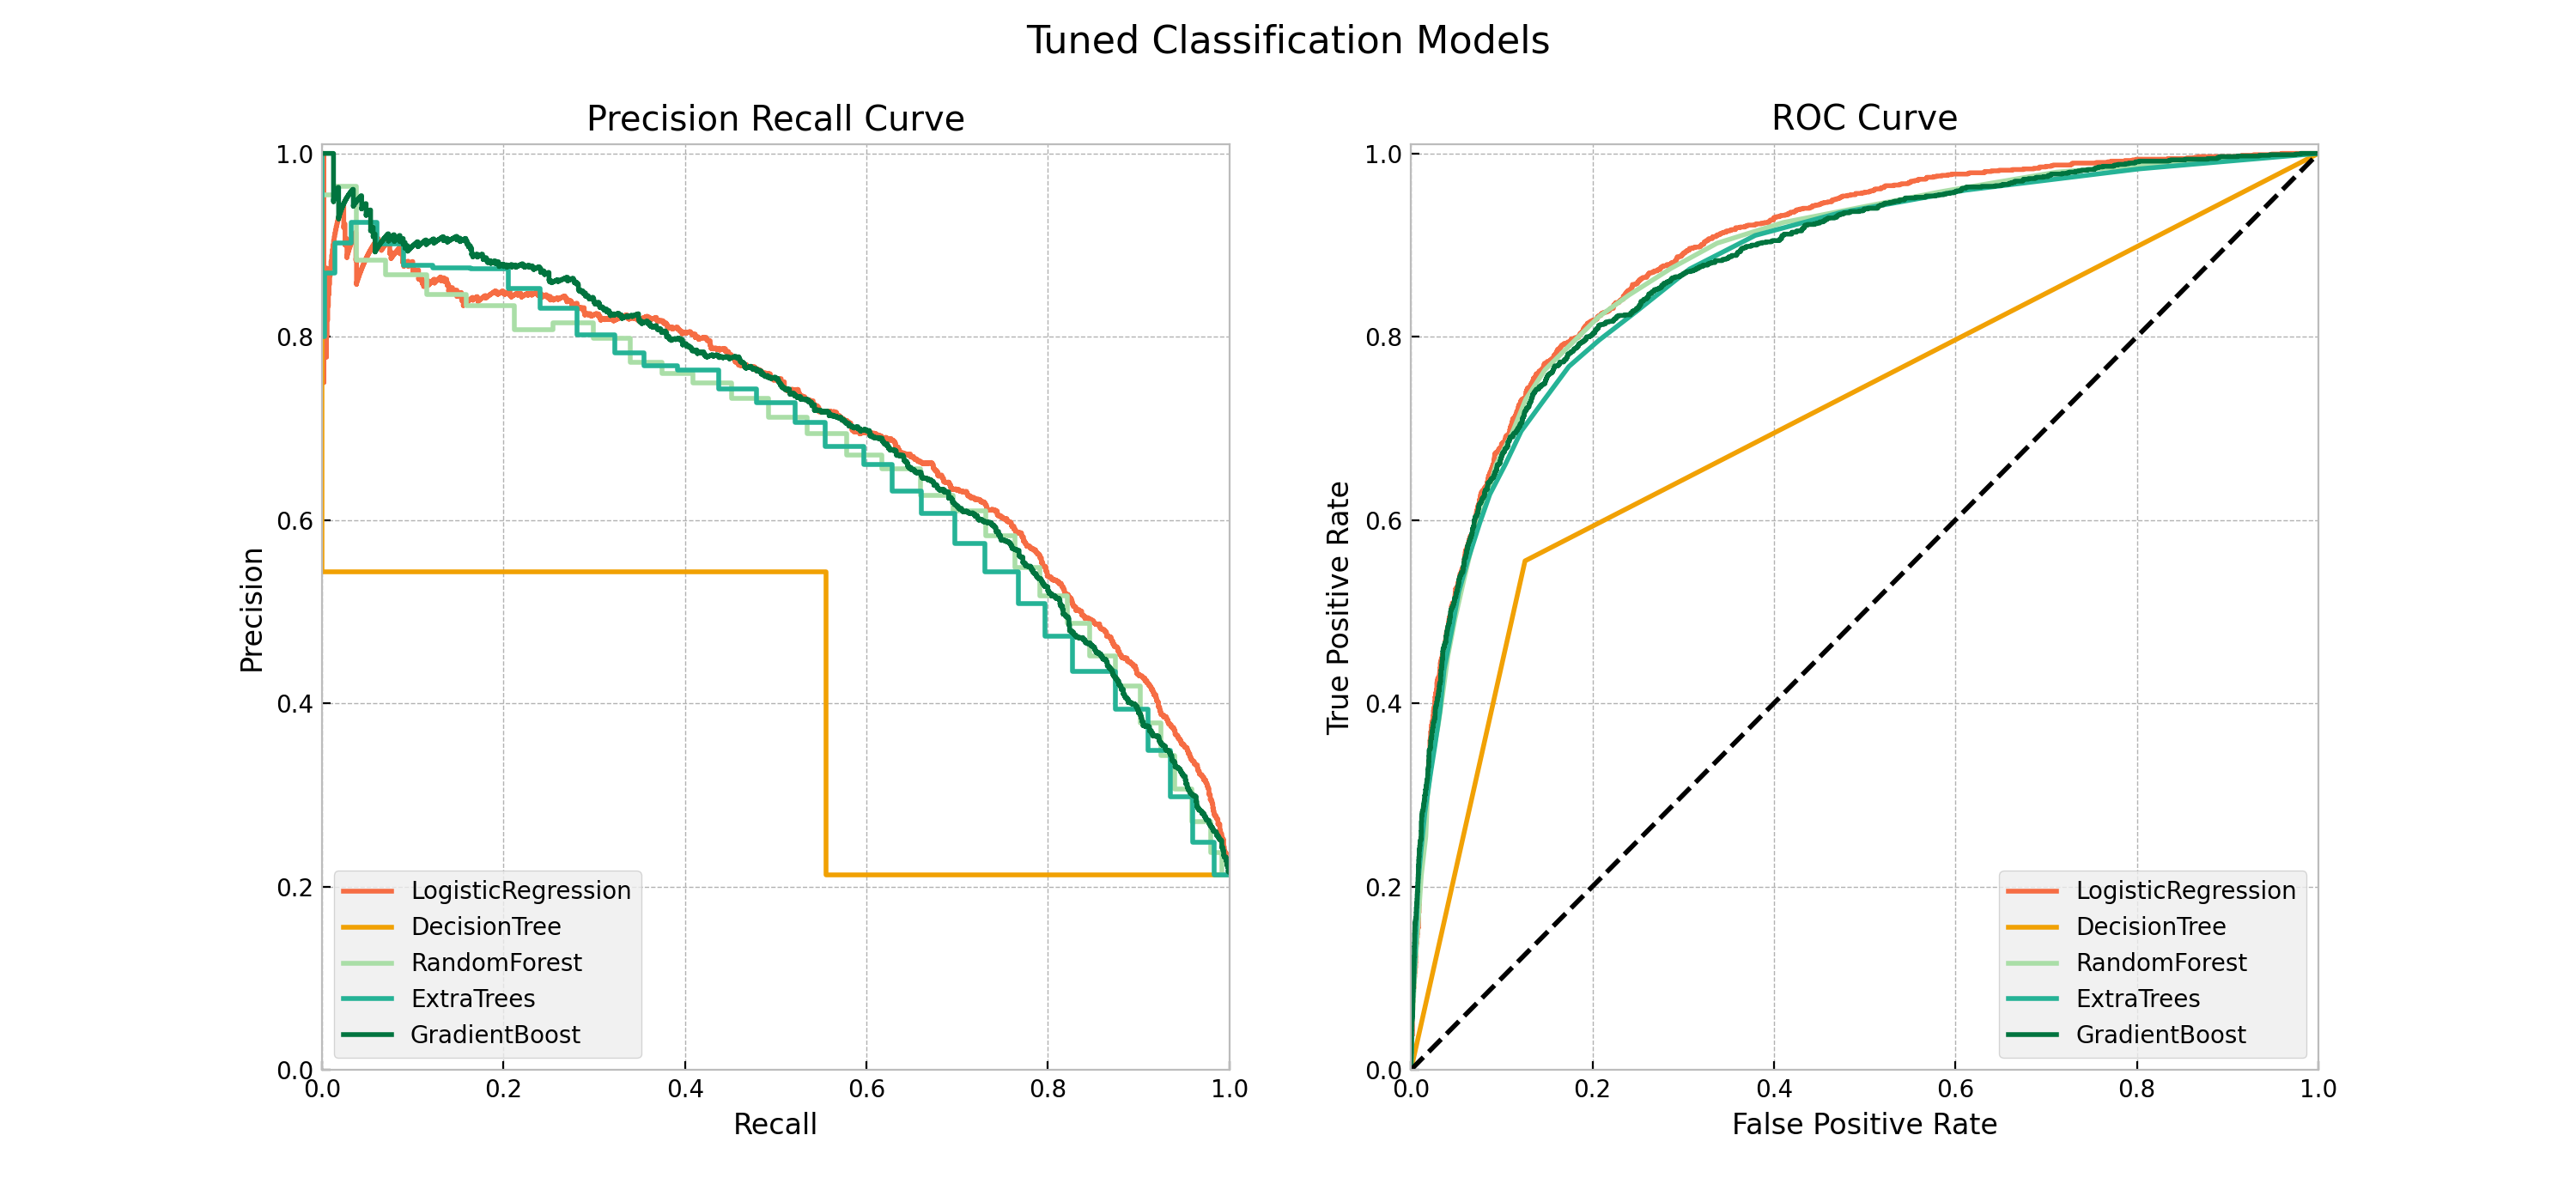 Tuned Classification Models
Precision Recall Curve
1.0
0.8
0.6
0.4
0.2
0.0
Precision
0.0 0.2 0.4 0.6 0.8 1.0
Recall
LogisticRegression
DecisionTree
RandomForest
ExtraTrees
GradientBoost
ROC Curve
1.0
0.8
0.6
0.4
0.2
0.0
True Positive Rate
0.0 0.2 0.4 0.6 0.8 1.0
False Positive Rate
LogisticRegression
DecisionTree
RandomForest
ExtraTrees
GradientBoost